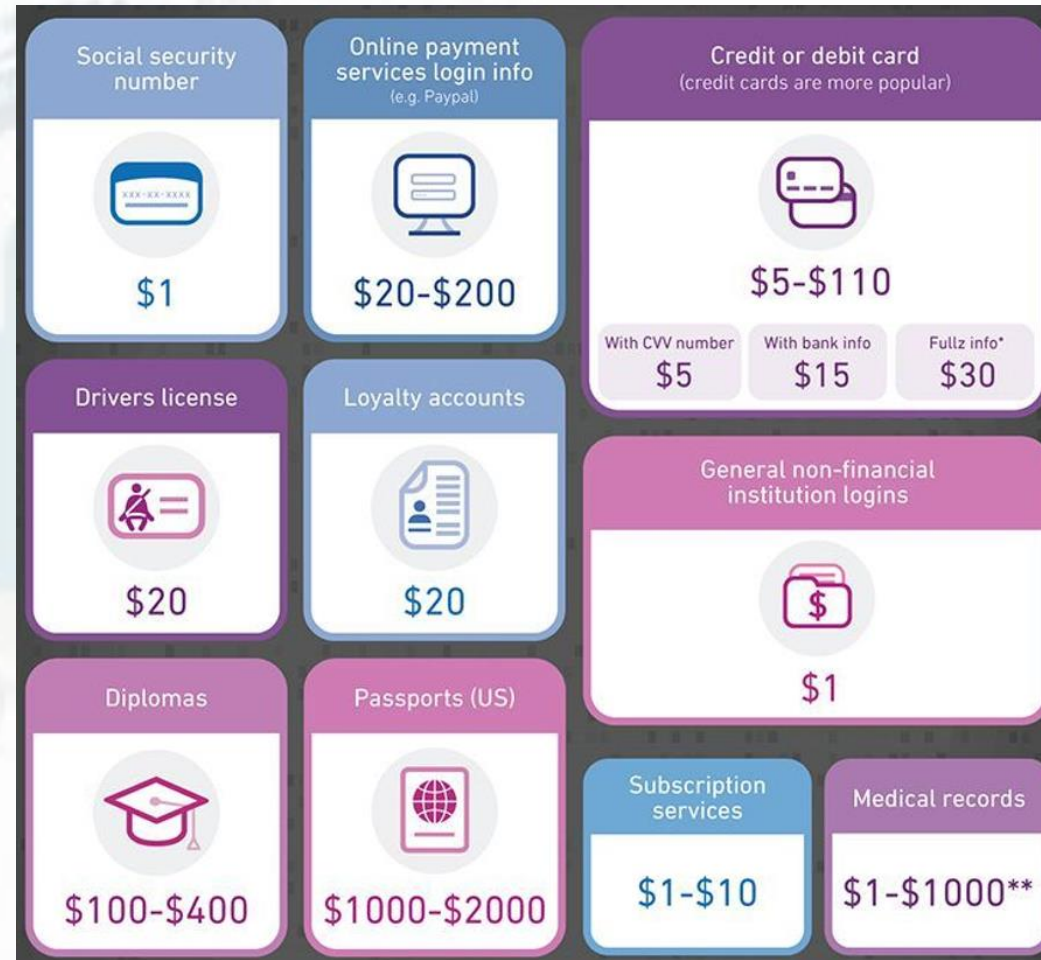 Social security
number
XXX-XX-XXXX
$1
Online payment
services login info
(e.g. Paypal)
$20-$200
Credit or debit card
(credit cards are more popular)
$5-$110
With CVV number
$5
With bank info
$15
Fullz info*
$30
Drivers license
$20
Loyalty accounts
$20
General non-financial
institution logins
$
$1
Diplomas
$100-$400
Passports (US)
$1000-$2000
Subscription
services
$1-$10
Medical records
$1-$1000**